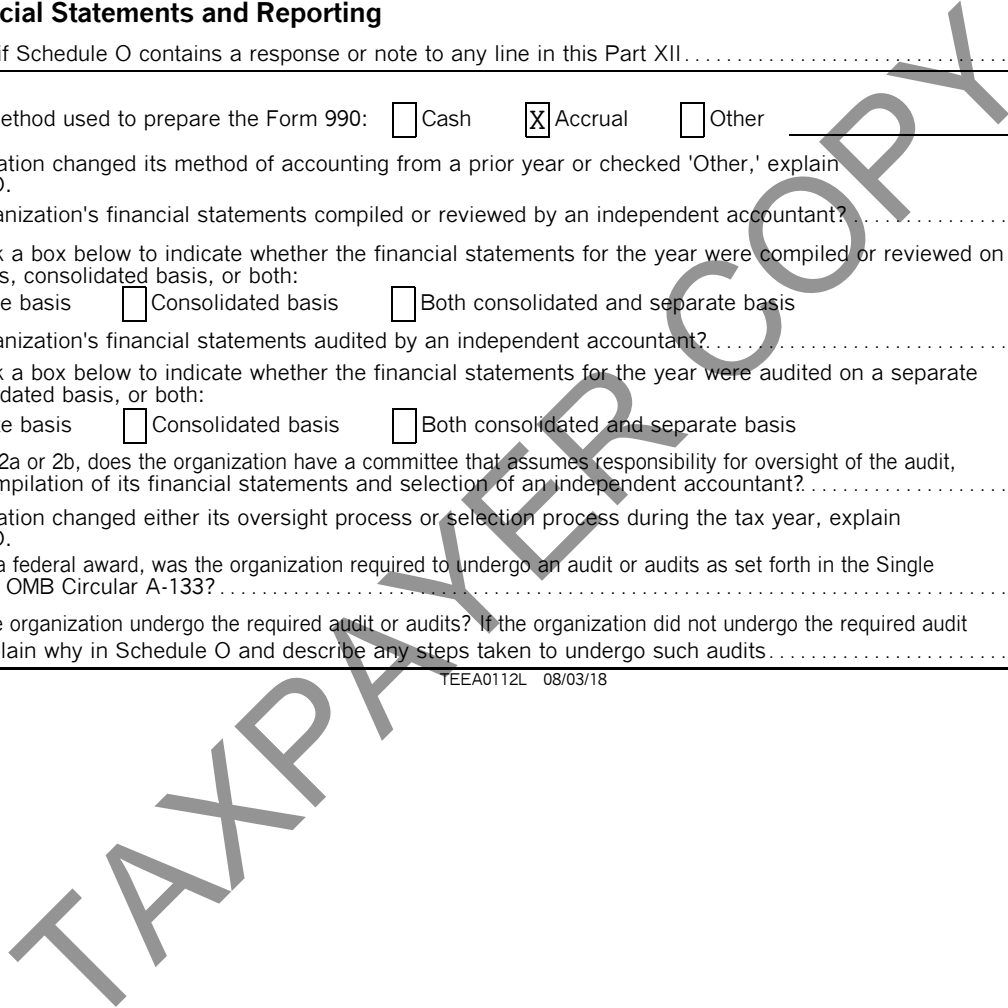 cial Statements and Reporting
if Schedule O contains a response or note to any line in this Part XII
ethod used to prepare the Form 990: Cash X Accrual Other
ation changed its method of accounting from a prior year or checked 'Other,' explain
O.
anization's financial statements compiled or reviewed by an independent accountant?
k a box below to indicate whether the financial statements for the year were compiled or reviewed on
s, consolidated basis, or both:
e basis Consolidated basis Both consolidated and separate basis
anization's financial statements audited by an independent accountant?
k a box below to indicate whether the financial statements for the year were audited on a separate
dated basis, or both:
te basis Consolidated basis Both consolidated and separate basis
2a or 2b, does the organization have a committee that assumes responsibility for oversight of the audit,
mpilation of its financial statements and selection of an independent accountant?
ation changed either its oversight process or selection process during the tax year, explain
O.
a federal award, was the organization required to undergo an audit or audits as set forth in the Single
OMB Circular A-133?
e organization undergo the required audit or audits? If the organization did not undergo the required audit
lain why in Schedule O and describe any steps taken to undergo such audits
TEEA0112L 08/03/18
TAXPAYER COPY